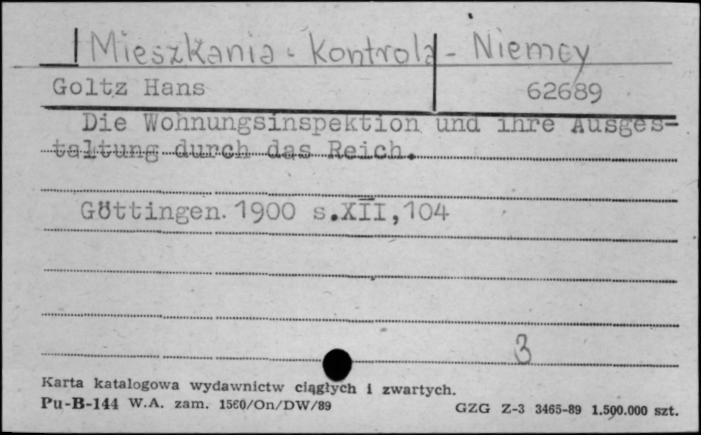 Mieszkania - Kontrola - Niemcy
Goltz Hans 62689
Die Wohnungsinspektion und ihre Ausges=
taltung durch das Reich.
Göttingen. 1900 s.XII,104
3
Karta katalogowa wydawnictw ciągłych i zwartych.
Pu-B-144 W.A. zam. 1560/On/DW/89 GZG Z-3 3465-89 1.500.000 szt.